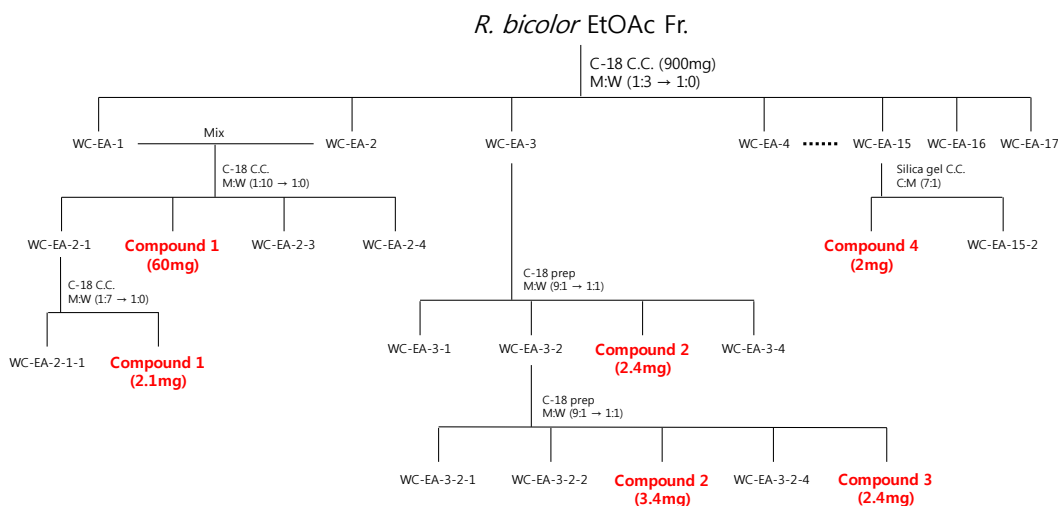 R. bicolor EtOAc Fr.
C-18 C.C. (900mg)
M:W (1:3 → 1:0)
WC-EA-1
Mix
WC-EA-2
WC-EA-3
WC-EA-4
WC-EA-15
WC-EA-16
WC-EA-17
C-18 C.C.
M:W (1:10 → 1:0)
Silica gel C.C.
C:M (7:1)
WC-EA-2-1
Compound 1
(60mg)
WC-EA-2-3
WC-EA-2-4
Compound 4
(2mg)
WC-EA-15-2
C-18 C.C.
M:W (1:7 → 1:0)
C-18 prep
M:W (9:1 → 1:1)
WC-EA-2-1-1
Compound 1
(2.1mg)
WC-EA-3-1
WC-EA-3-2
Compound 2
(2.4mg)
WC-EA-3-4
C-18 prep
M:W (9:1 → 1:1)
WC-EA-3-2-1
WC-EA-3-2-2
Compound 2
(3.4mg)
WC-EA-3-2-4
Compound 3
(2.4mg)